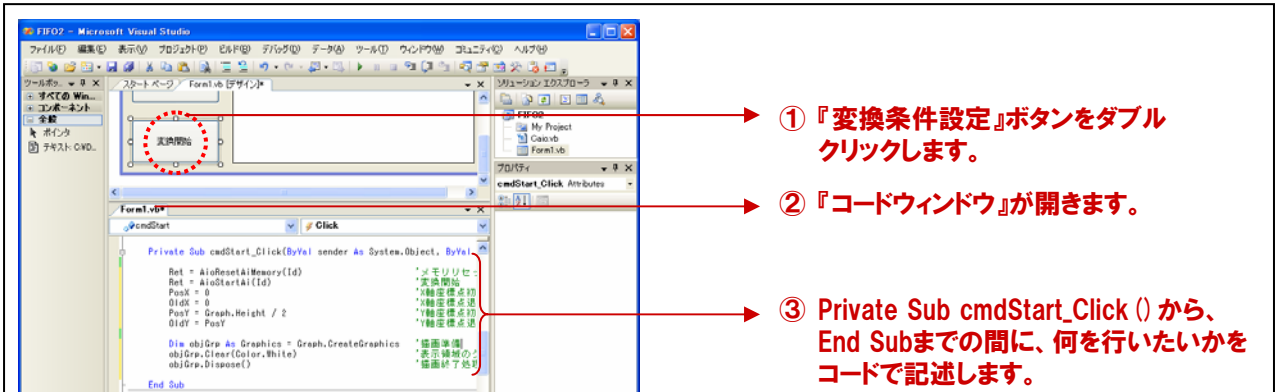 FIFO2 - Microsoft Visual Studio
ファイル(F) 編集(E) 表示(V) プロジェクト(P) ビルド(B) デバッグ(D) データ(A) ツール(T) ウィンドウ(W) コミュニティ(C) ヘルプ(H)
ツールボッ...
スタート ページ Form1.vb [デザイン]*
ソリューション エクスプローラ
すべての Win...
コンポーネント
全般
ポインタ
テキスト: C:¥D...
変換開始
FIFO2
My Project
Caio.vb
Form1.vb
プロパティ
cmdStart_Click Attributes
Form1.vb*
cmdStart
Click
Private Sub cmdStart_Click(ByVal sender As System.Object, ByVal
Ret = AioResetAiMemory(Id) 'メモリリセッ
Ret = AioStartAi(Id) '変換開始
PosX = 0 'X軸座標点初
OldX = 0 'X軸座標点退
PosY = Graph.Height / 2 'Y軸座標点初
OldY = PosY 'Y軸座標点退
Dim objGrp As Graphics = Graph.CreateGraphics '描画準備
objGrp.Clear(Color.White) '表示領域の
objGrp.Dispose() '描画終了処
End Sub
① 『変換条件設定』ボタンをダブル
クリックします。
② 『コードウィンドウ』が開きます。
③ Private Sub cmdStart_Click () から、
End Subまでの間に、何を行いたいかを
コードで記述します。